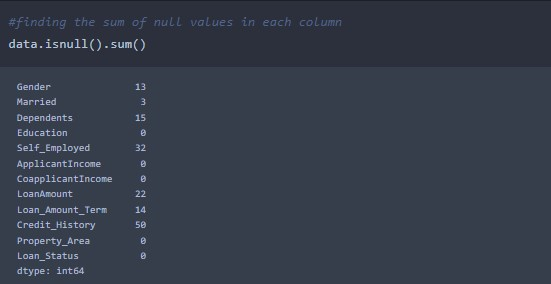 #finding the sum of null values in each column
data.isnull().sum()
Gender 13
Married 3
Dependents 15
Education 0
Self_Employed 32
ApplicantIncome 0
CoapplicantIncome 0
LoanAmount 22
Loan_Amount_Term 14
Credit_History 50
Property_Area 0
Loan_Status 0
dtype: int64